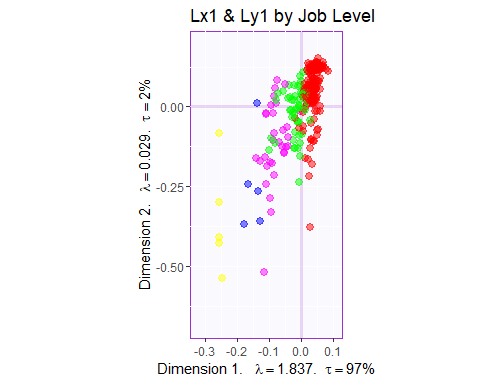 Lx1 & Ly1 by Job Level
Dimension 2.   λ = 0.029.  τ = 2%
0.00
-0.25
-0.50
-0.3 -0.2 -0.1 0.0 0.1
Dimension 1.   λ = 1.837.  τ = 97%